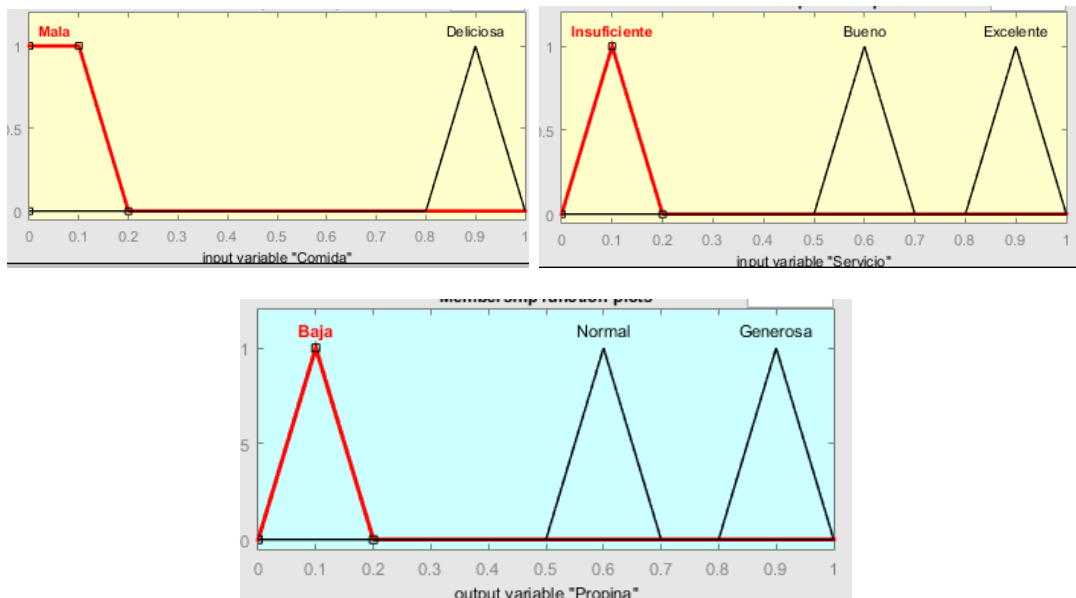 Mala
Deliciosa
1
0.5
0
0 0.1 0.2 0.3 0.4 0.5 0.6 0.7 0.8 0.9 1
input variable "Comida"
Insuficiente
Bueno
Excelente
1
0.5
0
0 0.1 0.2 0.3 0.4 0.5 0.6 0.7 0.8 0.9 1
input variable "Servicio"
Membership function plots
Baja
Normal
Generosa
1
5
0
0 0.1 0.2 0.3 0.4 0.5 0.6 0.7 0.8 0.9 1
output variable "Propina"